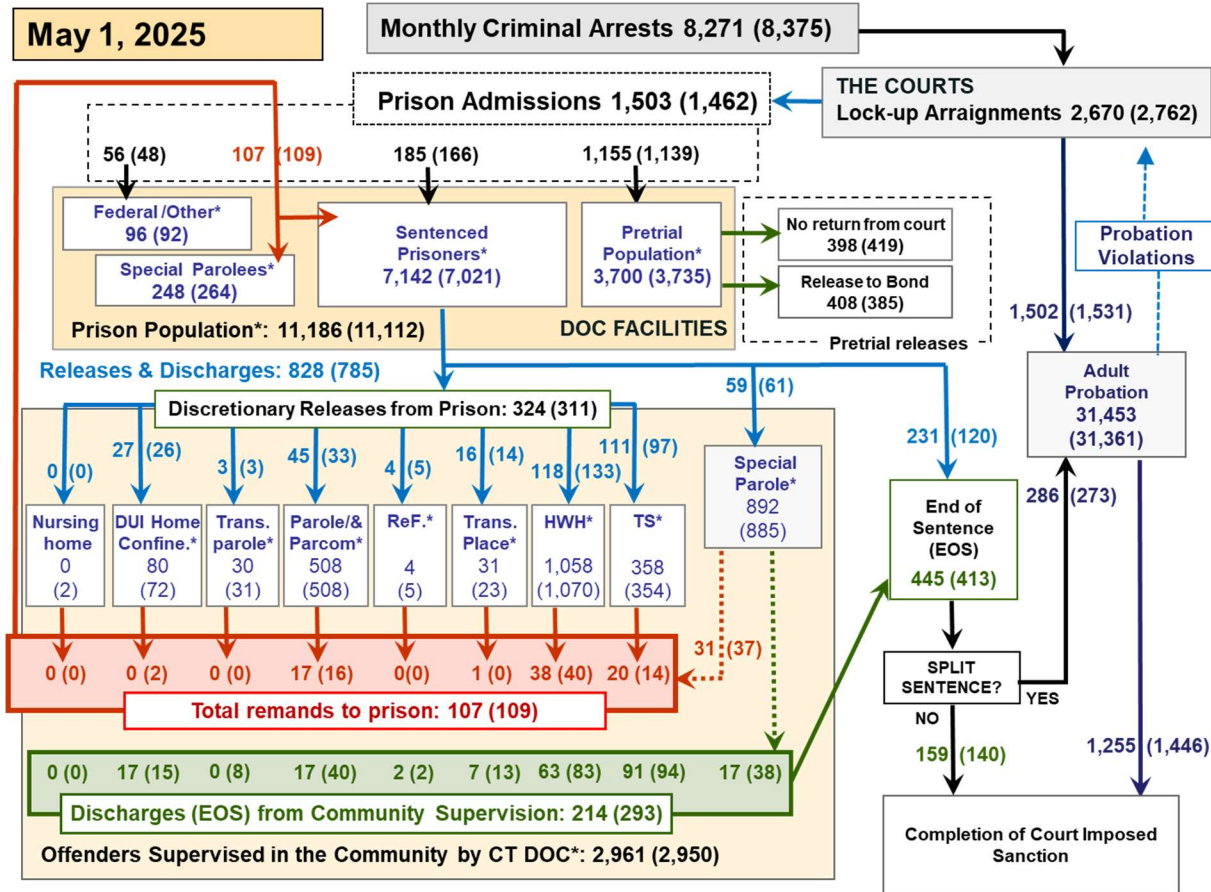 May 1, 2025
Monthly Criminal Arrests 8,271 (8,375)
THE COURTS
Lock-up Arraignments 2,670 (2,762)
Prison Admissions 1,503 (1,462)
56 (48)
107 (109)
185 (166)
1,155 (1,139)
Federal /Other*
96 (92)
Special Parolees*
248 (264)
Sentenced
Prisoners*
7,142 (7,021)
Pretrial
Population*
3,700 (3,735)
No return from court
398 (419)
Release to Bond
408 (385)
Pretrial releases
Prison Population*: 11,186 (11,112)
DOC FACILITIES
Probation
Violations
1,502 (1,531)
Adult
Probation
31,453
(31,361)
Releases & Discharges: 828 (785)
59 (61)
231 (120)
Discretionary Releases from Prison: 324 (311)
0 (0)
27 (26)
3 (3)
45 (33)
4 (5)
16 (14)
118 (133)
111 (97)
Nursing
home
0
(2)
DUI Home
Confine.*
80
(72)
Trans.
parole*
30
(31)
Parole/&
Parcom*
508
(508)
ReF.*
4
(5)
Trans.
Place*
31
(23)
HWH*
1,058
(1,070)
TS*
358
(354)
Special
Parole*
892
(885)
End of
Sentence
(EOS)
445 (413)
286 (273)
0 (0)
0 (2)
0 (0)
17 (16)
0(0)
1 (0)
38 (40)
20 (14)
31 (37)
Total remands to prison: 107 (109)
SPLIT
SENTENCE?
YES
NO
159 (140)
1,255 (1,446)
0 (0)
17 (15)
0 (8)
17 (40)
2 (2)
7 (13)
63 (83)
91 (94)
17 (38)
Discharges (EOS) from Community Supervision: 214 (293)
Offenders Supervised in the Community by CT DOC*: 2,961 (2,950)
Completion of Court Imposed
Sanction